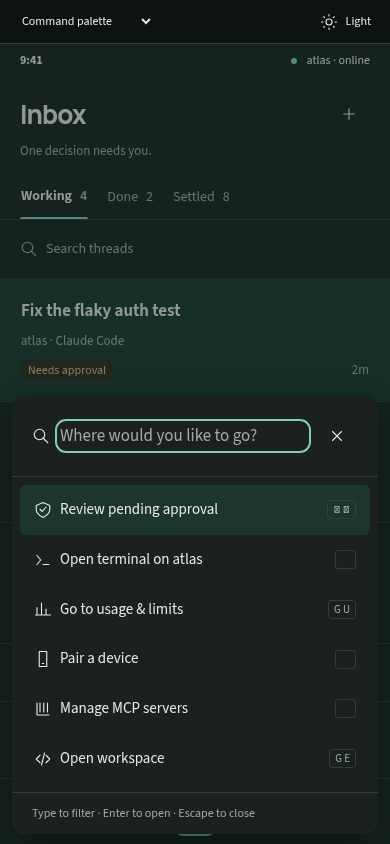 Command palette
Light
9:41
atlas · online
Inbox
One decision needs you.
Working 4
Done 2
Settled 8
Search threads
Fix the flaky auth test
atlas · Claude Code
Needs approval
2m
Where would you like to go?
Review pending approval
Open terminal on atlas
Go to usage & limits
G U
Pair a device
Manage MCP servers
Open workspace
G E
Type to filter · Enter to open · Escape to close